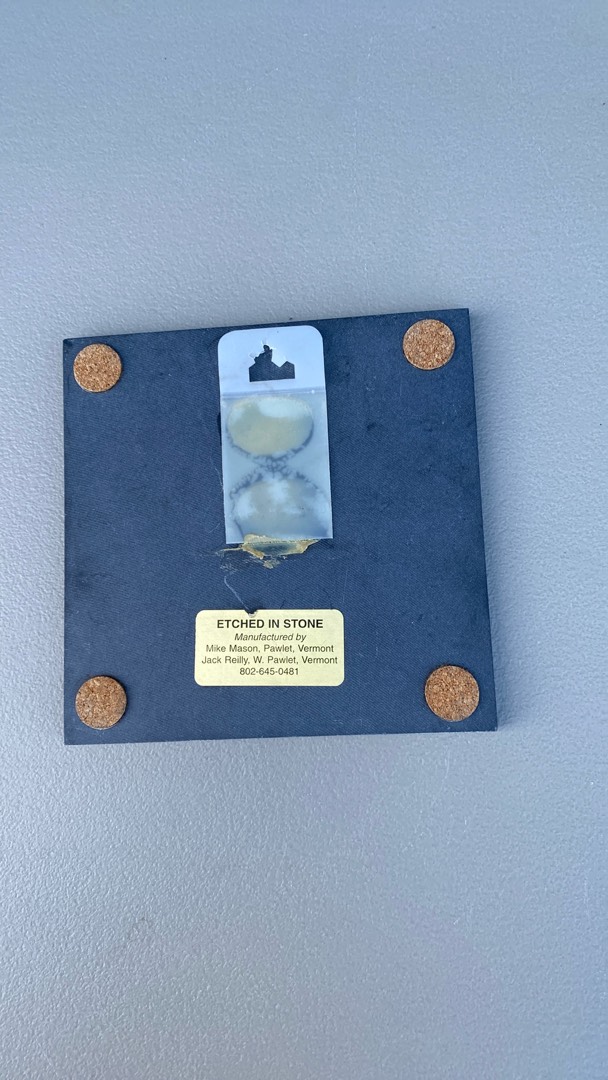 ETCHED IN STONE
Manufactured by
Mike Mason, Pawlet, Vermont
Jack Reilly, W. Pawlet, Vermont
802-645-0481